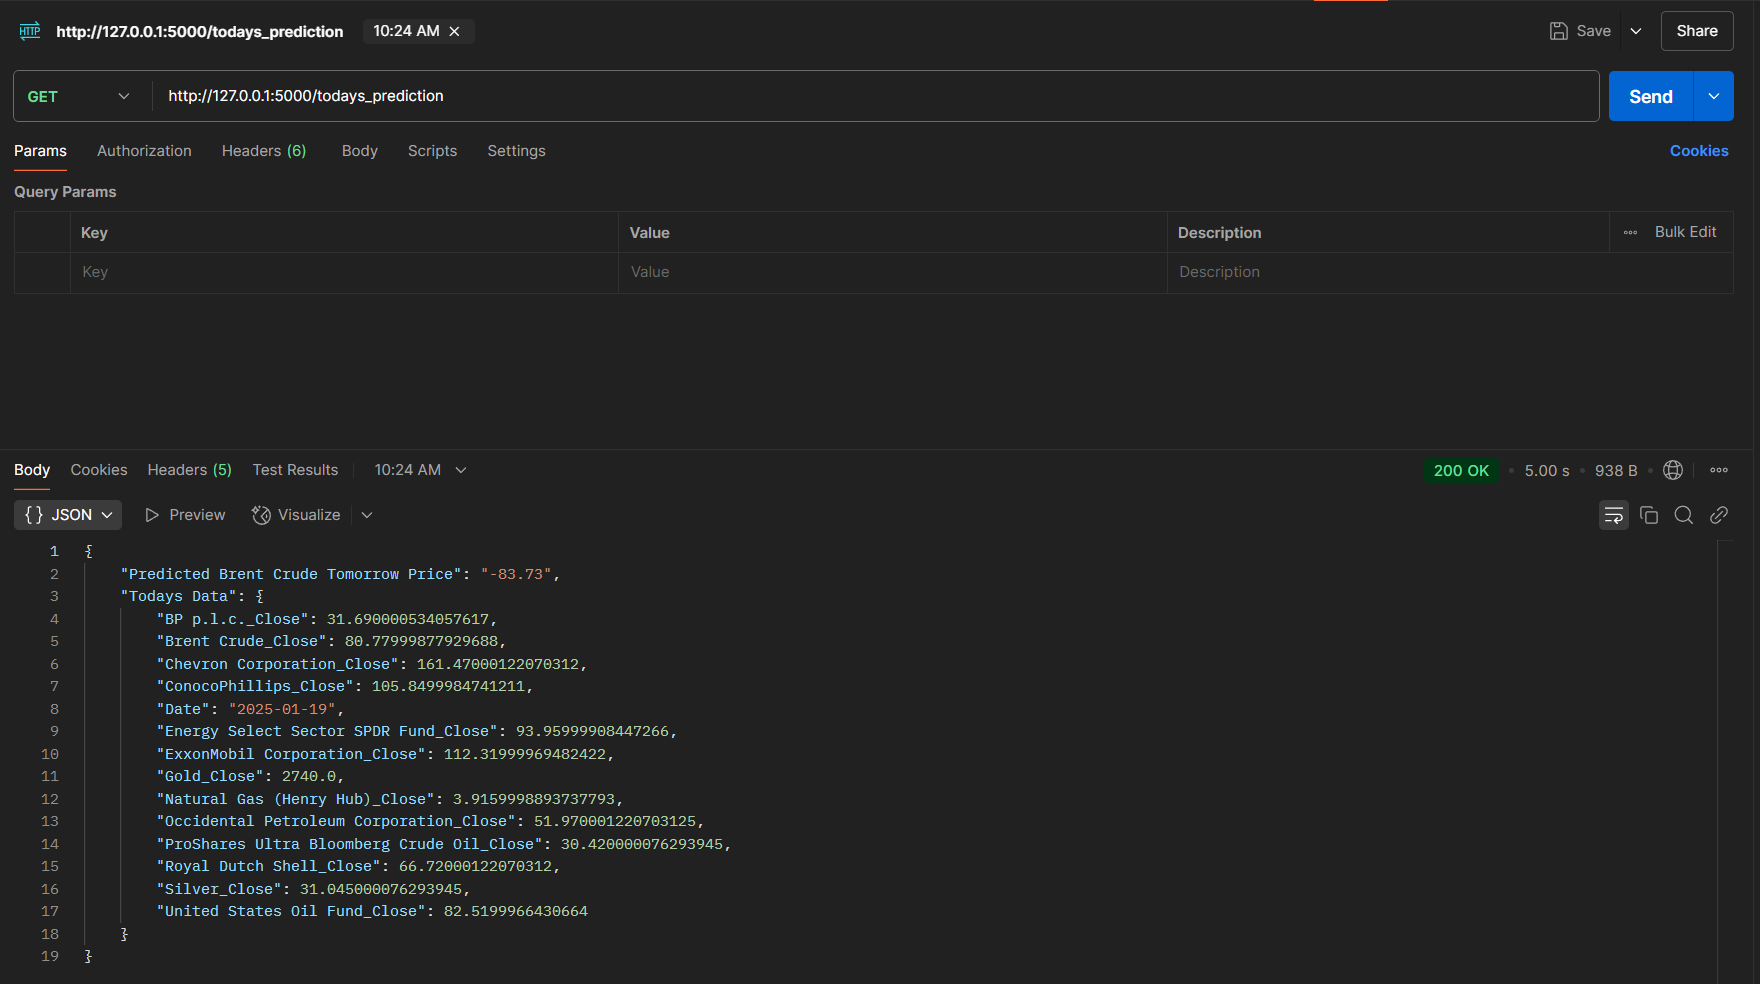 HTTP http://127.0.0.1:5000/todays_prediction 10:24 AM Save Share
GET http://127.0.0.1:5000/todays_prediction Send
Params Authorization Headers (6) Body Scripts Settings Cookies
Query Params
Key Value Description Bulk Edit
Key Value Description
Body Cookies Headers (5) Test Results 10:24 AM 200 OK 5.00 s 938 B
{} JSON Preview Visualize
1 {
2 "Predicted Brent Crude Tomorrow Price": "-83.73",
3 "Todays Data": {
4 "BP p.l.c._Close": 31.690000534057617,
5 "Brent Crude_Close": 80.77999877929688,
6 "Chevron Corporation_Close": 161.47000122070312,
7 "ConocoPhillips_Close": 105.8499984741211,
8 "Date": "2025-01-19",
9 "Energy Select Sector SPDR Fund_Close": 93.95999908447266,
10 "ExxonMobil Corporation_Close": 112.31999969482422,
11 "Gold_Close": 2740.0,
12 "Natural Gas (Henry Hub)_Close": 3.9159998893737793,
13 "Occidental Petroleum Corporation_Close": 51.970001220703125,
14 "ProShares Ultra Bloomberg Crude Oil_Close": 30.420000076293945,
15 "Royal Dutch Shell_Close": 66.72000122070312,
16 "Silver_Close": 31.045000076293945,
17 "United States Oil Fund_Close": 82.5199966430664
18 }
19 }